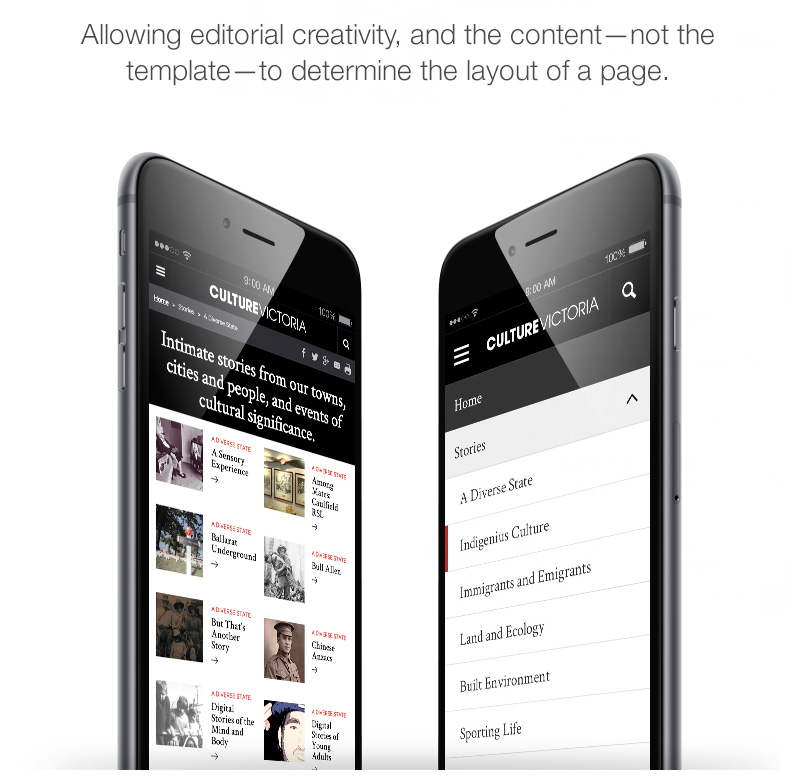 Allowing editorial creativity, and the content—not the
template—to determine the layout of a page.
9:00 AM
100%
CULTUREVICTORIA
Home > Stories > A Diverse State
Intimate stories from our towns,
cities and people, and events of
cultural significance.
A DIVERSE STATE
A Sensory
Experience
→
A DIVERSE STATE
Among
Mates:
Caulfield
RSL
→
A DIVERSE STATE
Ballarat
Underground
→
A DIVERSE STATE
Bull Allen
→
A DIVERSE STATE
But That's
Another
Story
→
A DIVERSE STATE
Chinese
Anzacs
→
A DIVERSE STATE
Digital
Stories of the
Mind and
Body
→
A DIVERSE STATE
Digital
Stories of
Young
Adults
→
9:00 AM
100%
CULTUREVICTORIA
Home
Stories
A Diverse State
Indigenius Culture
Immigrants and Emigrants
Land and Ecology
Built Environment
Sporting Life